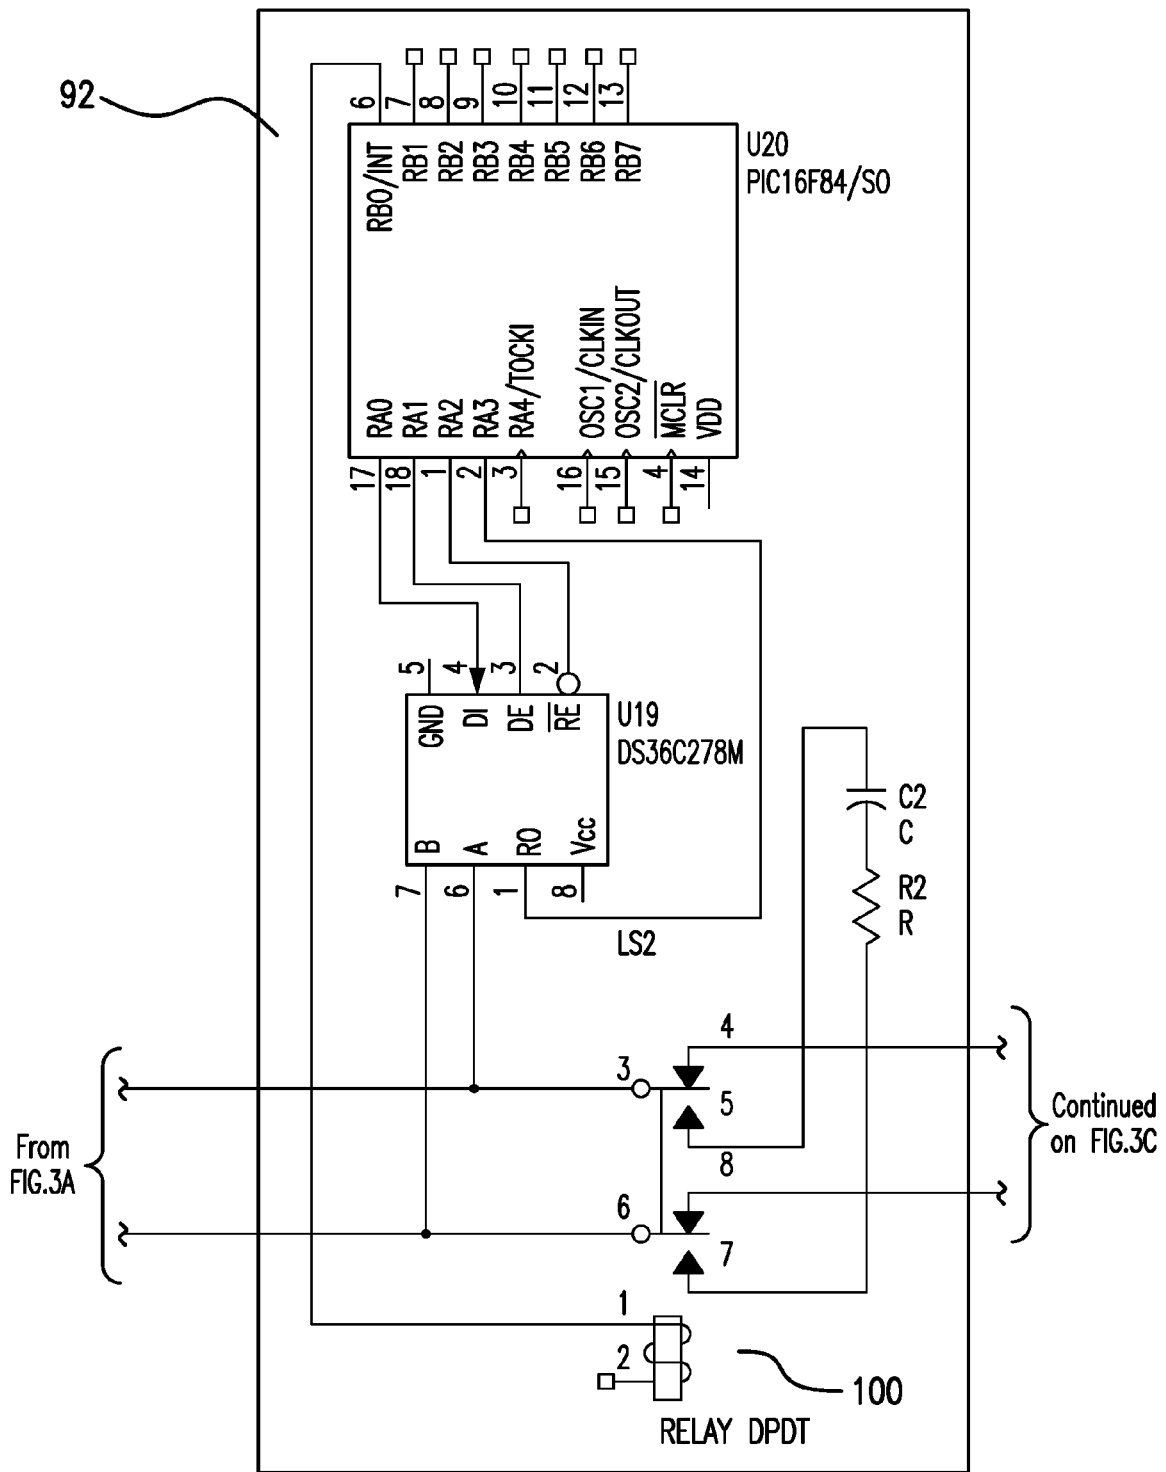 92
6
7
8
9
10
11
12
13
RB0/INT
RB1
RB2
RB3
RB4
RB5
RB6
RB7
U20
PIC16F84/SO
RA0
RA1
RA2
RA3
RA4/TOCKI
OSC1/CLKIN
OSC2/CLKOUT
MCLR
VDD
17
18
1
2
3
16
15
4
14
5
4
3
2
GND
DI
DE
RE
U19
DS36C278M
B
A
RO
Vcc
7
6
1
8
LS2
C2
C
R2
R
4
3
5
8
6
7
From
FIG.3A
Continued
on FIG.3C
1
2
100
RELAY DPDT